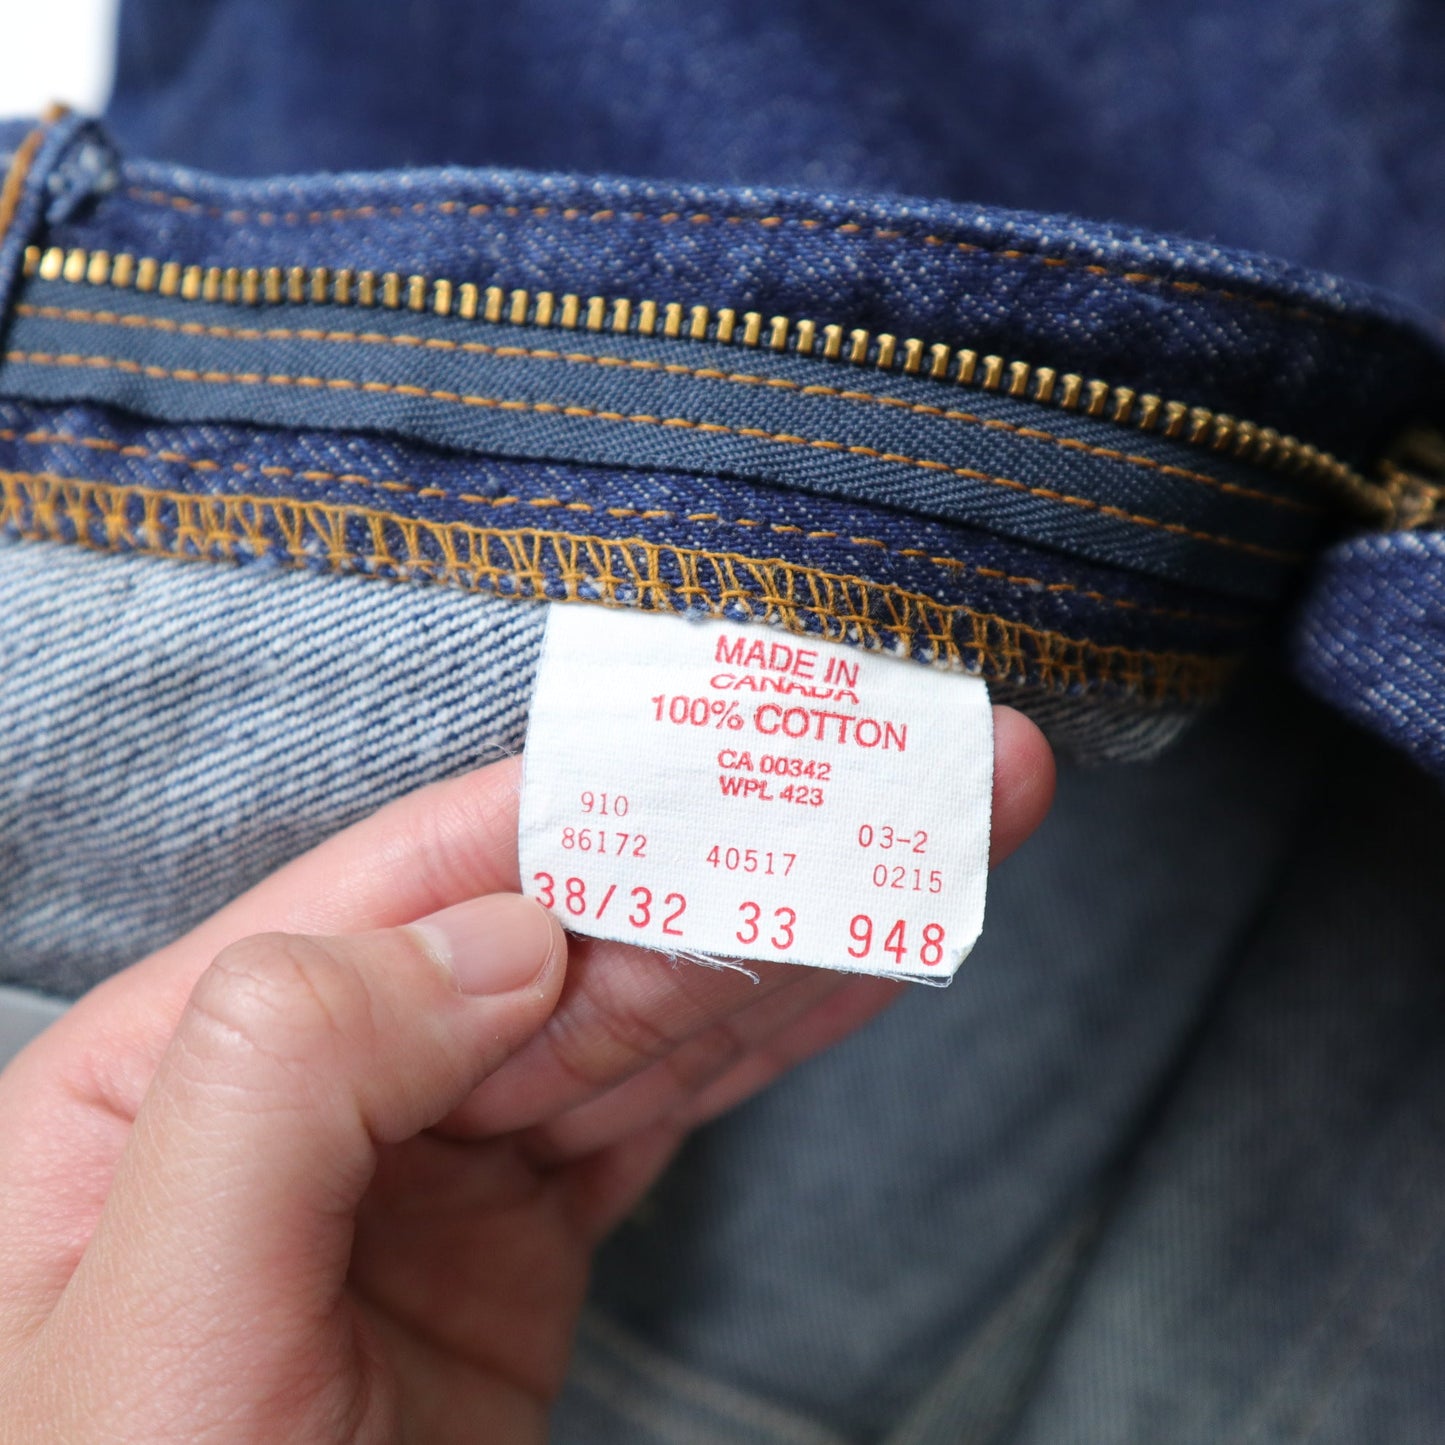 MADE IN
CANADA
100% COTTON
CA 00342
WPL 423
910 03-2
86172 40517 0215
38/32 33 948